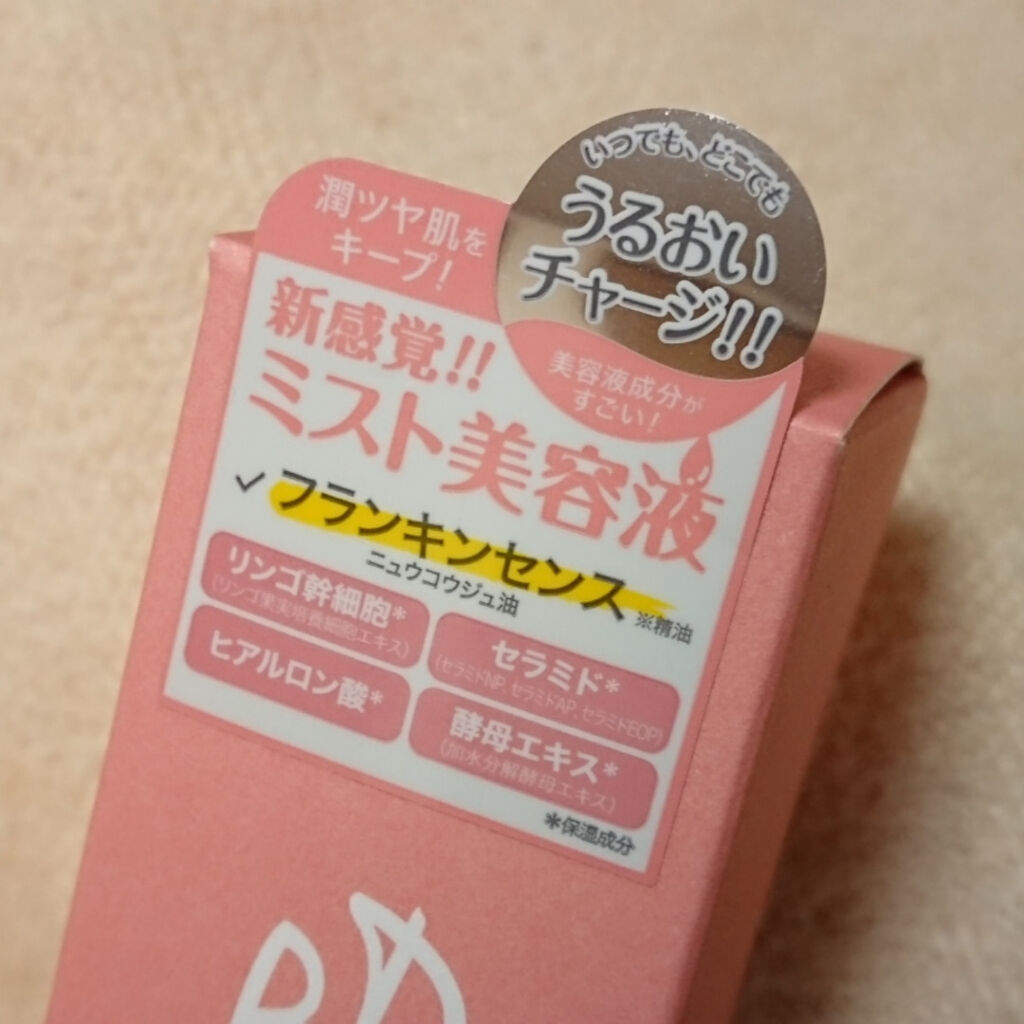 いつでも、どこでも
うるおい
チャージ!!
潤ツヤ肌を
キープ!
美容液成分が
すごい!
新感覚!!
ミスト美容液
✓フランキンセンス
ニュウコウジュ油 ※精油
リンゴ幹細胞*
(リンゴ果実培養細胞エキス)
セラミド*
(セラミドNP、セラミドAP、セラミドEOP)
ヒアルロン酸*
酵母エキス*
(加水分解酵母エキス)
*保湿成分